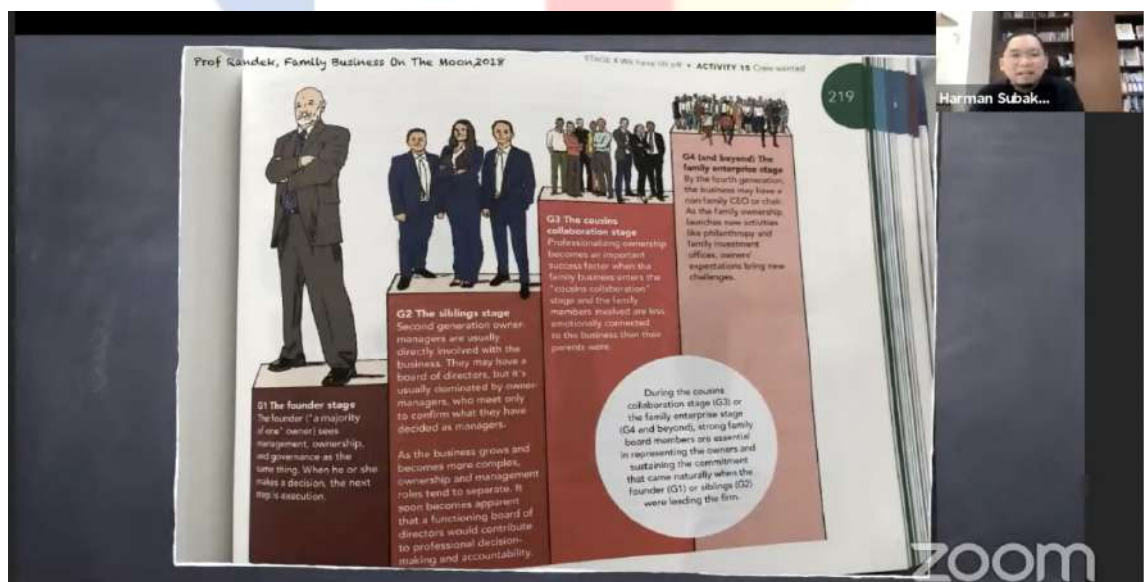 Prof Randek, Family Business On The Moon, 2018
STAGE 4 We have lift off • ACTIVITY 15 Crew wanted
219
Harman Subak...
G1 The founder stage
The founder ("a majority
of one" owner) sees
management, ownership,
and governance as the
same thing. When he or she
makes a decision, the next
step is execution.
G2 The siblings stage
Second generation owner-
managers are usually
directly involved with the
business. They may have a
board of directors, but it's
usually dominated by owner-
managers, who meet only
to confirm what they have
decided as managers.
As the business grows and
becomes more complex,
ownership and management
roles tend to separate. It
soon becomes apparent
that a functioning board of
directors would contribute
to professional decision-
making and accountability.
G3 The cousins
collaboration stage
Professionalizing ownership
becomes an important
success factor when the
family business enters the
"cousins collaboration"
stage and the family
members involved are less
emotionally connected
to the business than their
parents were.
G4 (and beyond) The
family enterprise stage
By the fourth generation,
the business may have a
non-family CEO or chair.
As the family ownership
launches new activities
like philanthropy and
family investment
offices, owners'
expectations bring new
challenges.
During the cousins
collaboration stage (G3) or
the family enterprise stage
(G4 and beyond), strong family
board members are essential
in representing the owners and
sustaining the commitment
that came naturally when the
founder (G1) or siblings (G2)
were leading the firm.
zoom